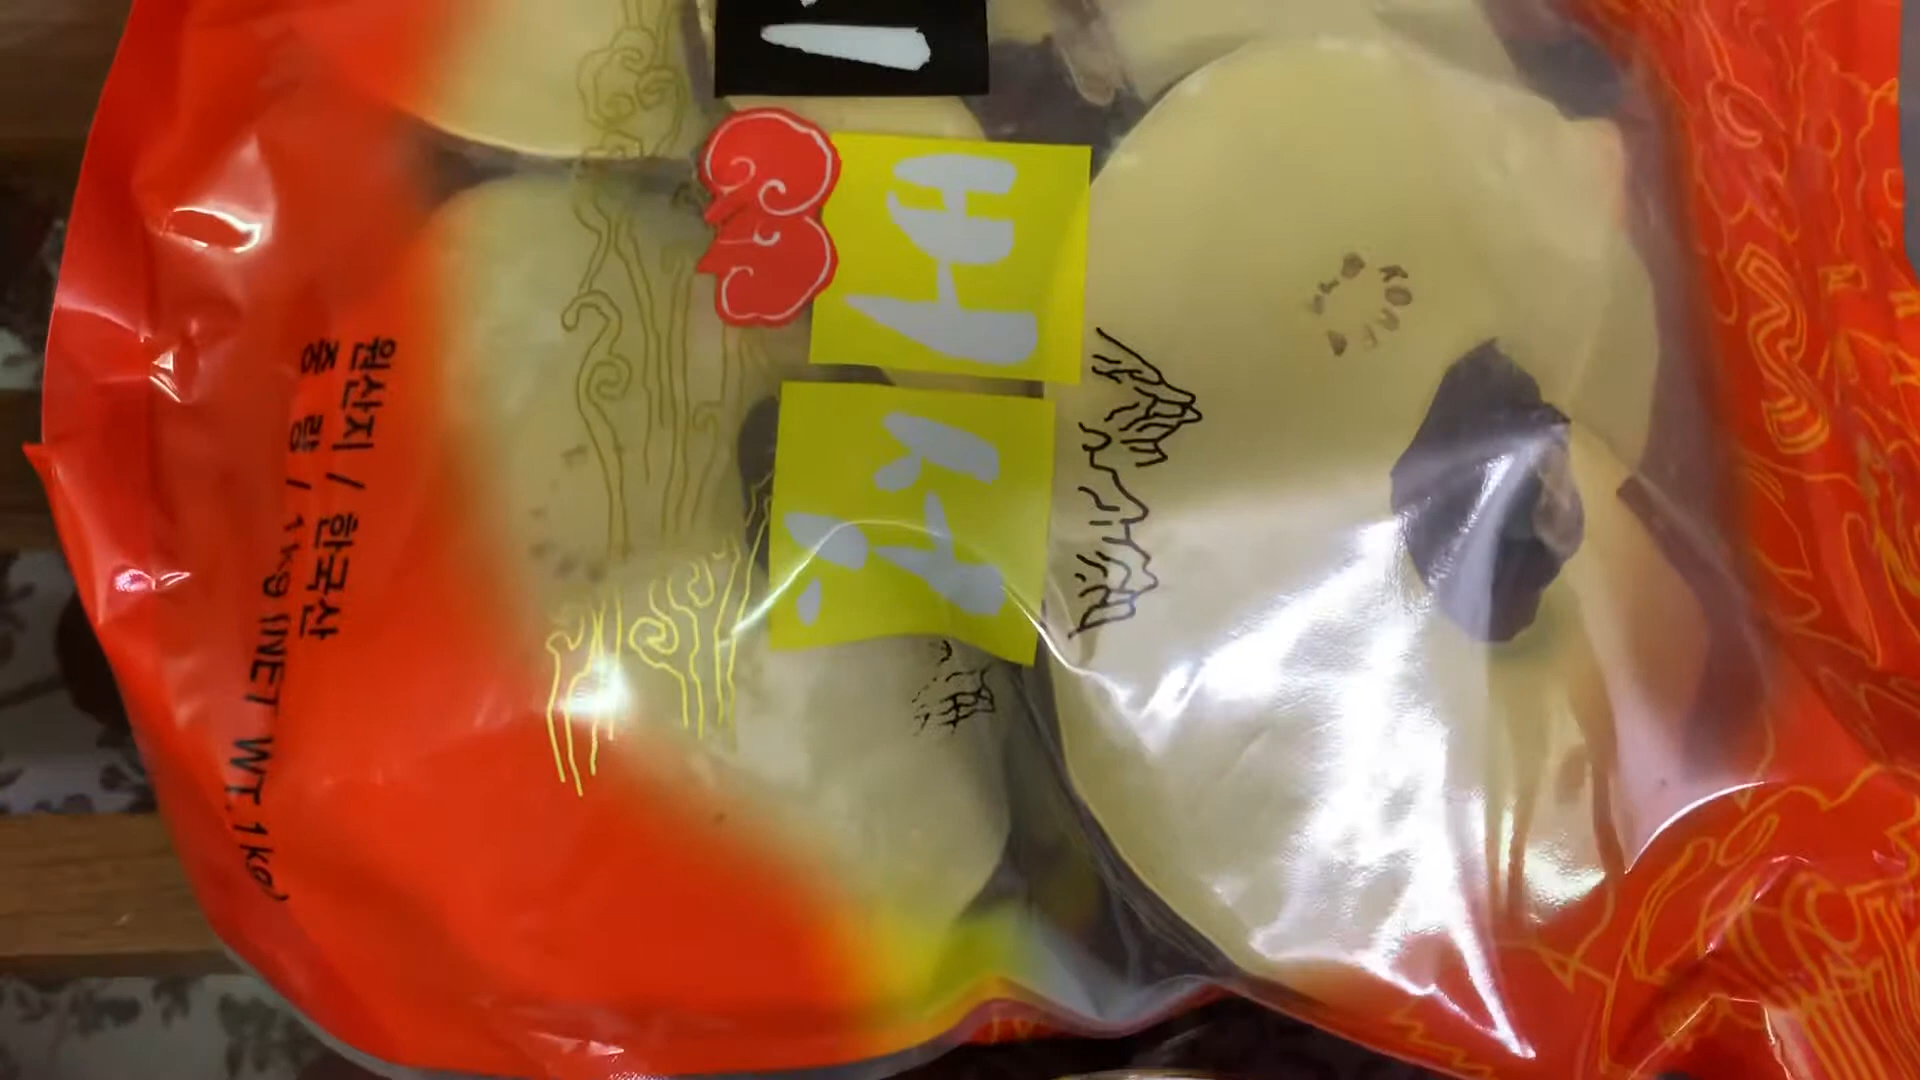 버섯
원산지 / 한국산
중 량 / 1kg (NET WT. 1kg)